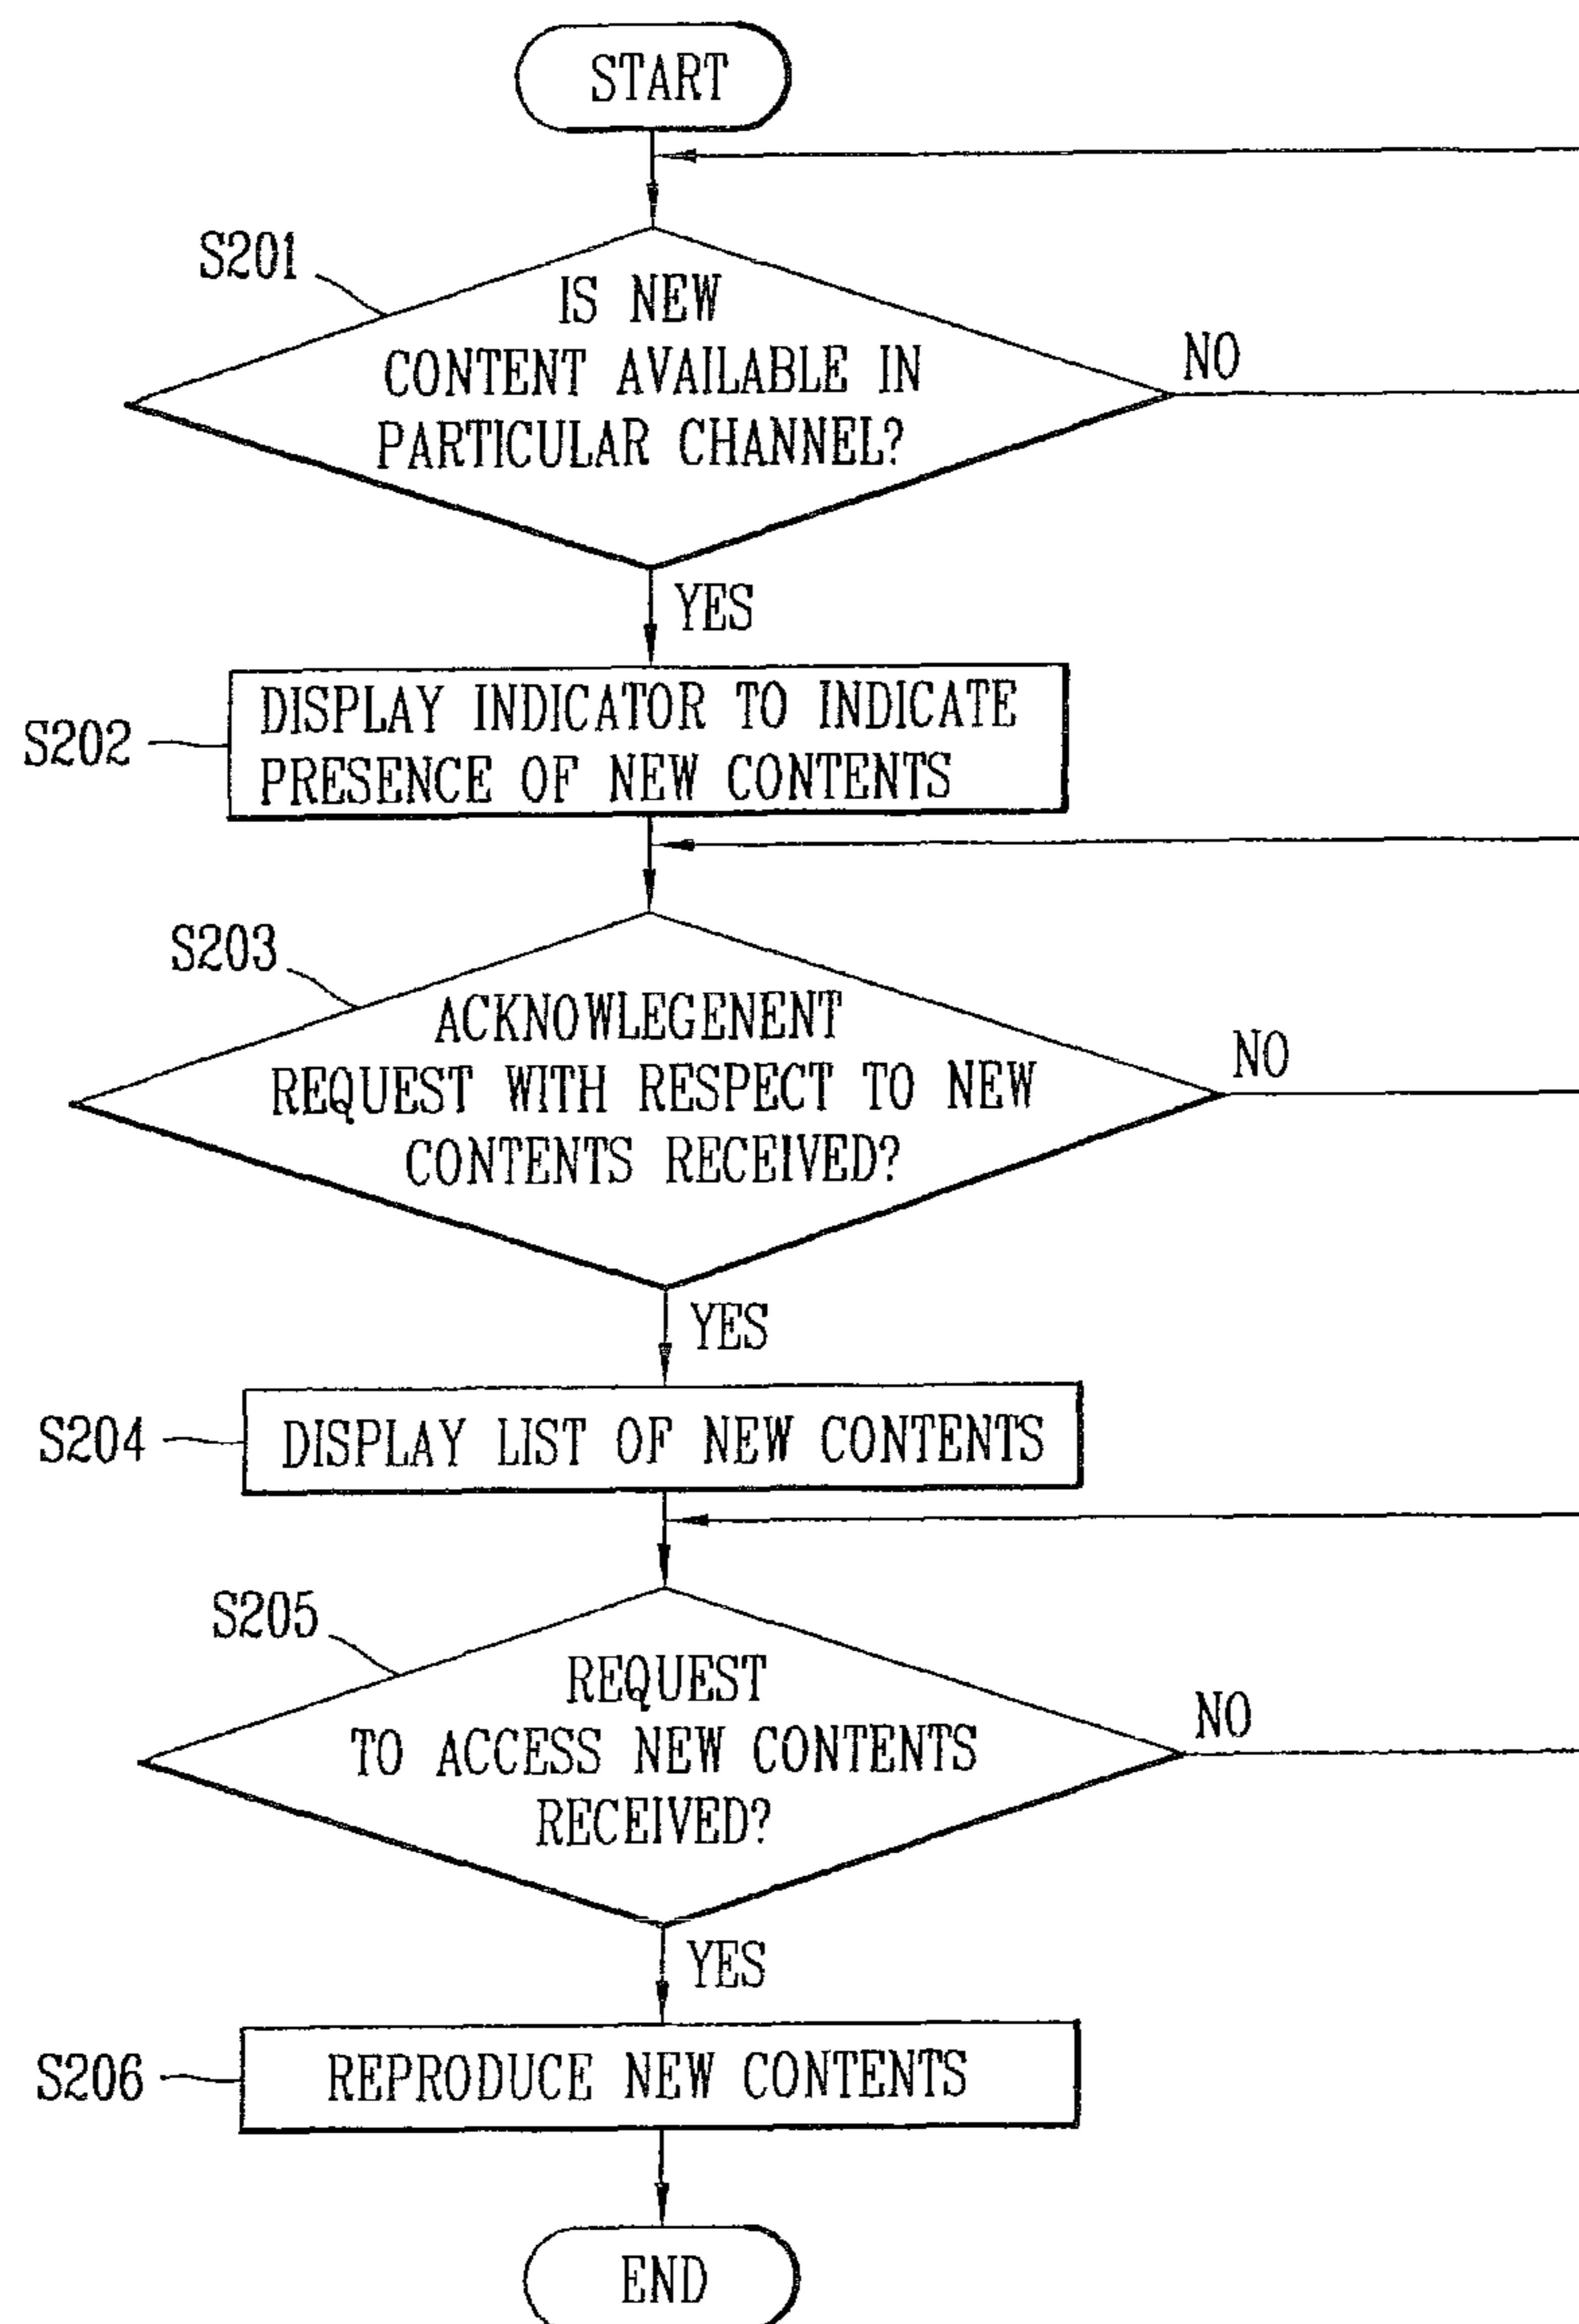 START
S201
IS NEW
CONTENT AVAILABLE IN
PARTICULAR CHANNEL?
NO
YES
S202
DISPLAY INDICATOR TO INDICATE
PRESENCE OF NEW CONTENTS
S203
ACKNOWLEGENENT
REQUEST WITH RESPECT TO NEW
CONTENTS RECEIVED?
NO
YES
S204
DISPLAY LIST OF NEW CONTENTS
S205
REQUEST
TO ACCESS NEW CONTENTS
RECEIVED?
NO
YES
S206
REPRODUCE NEW CONTENTS
END